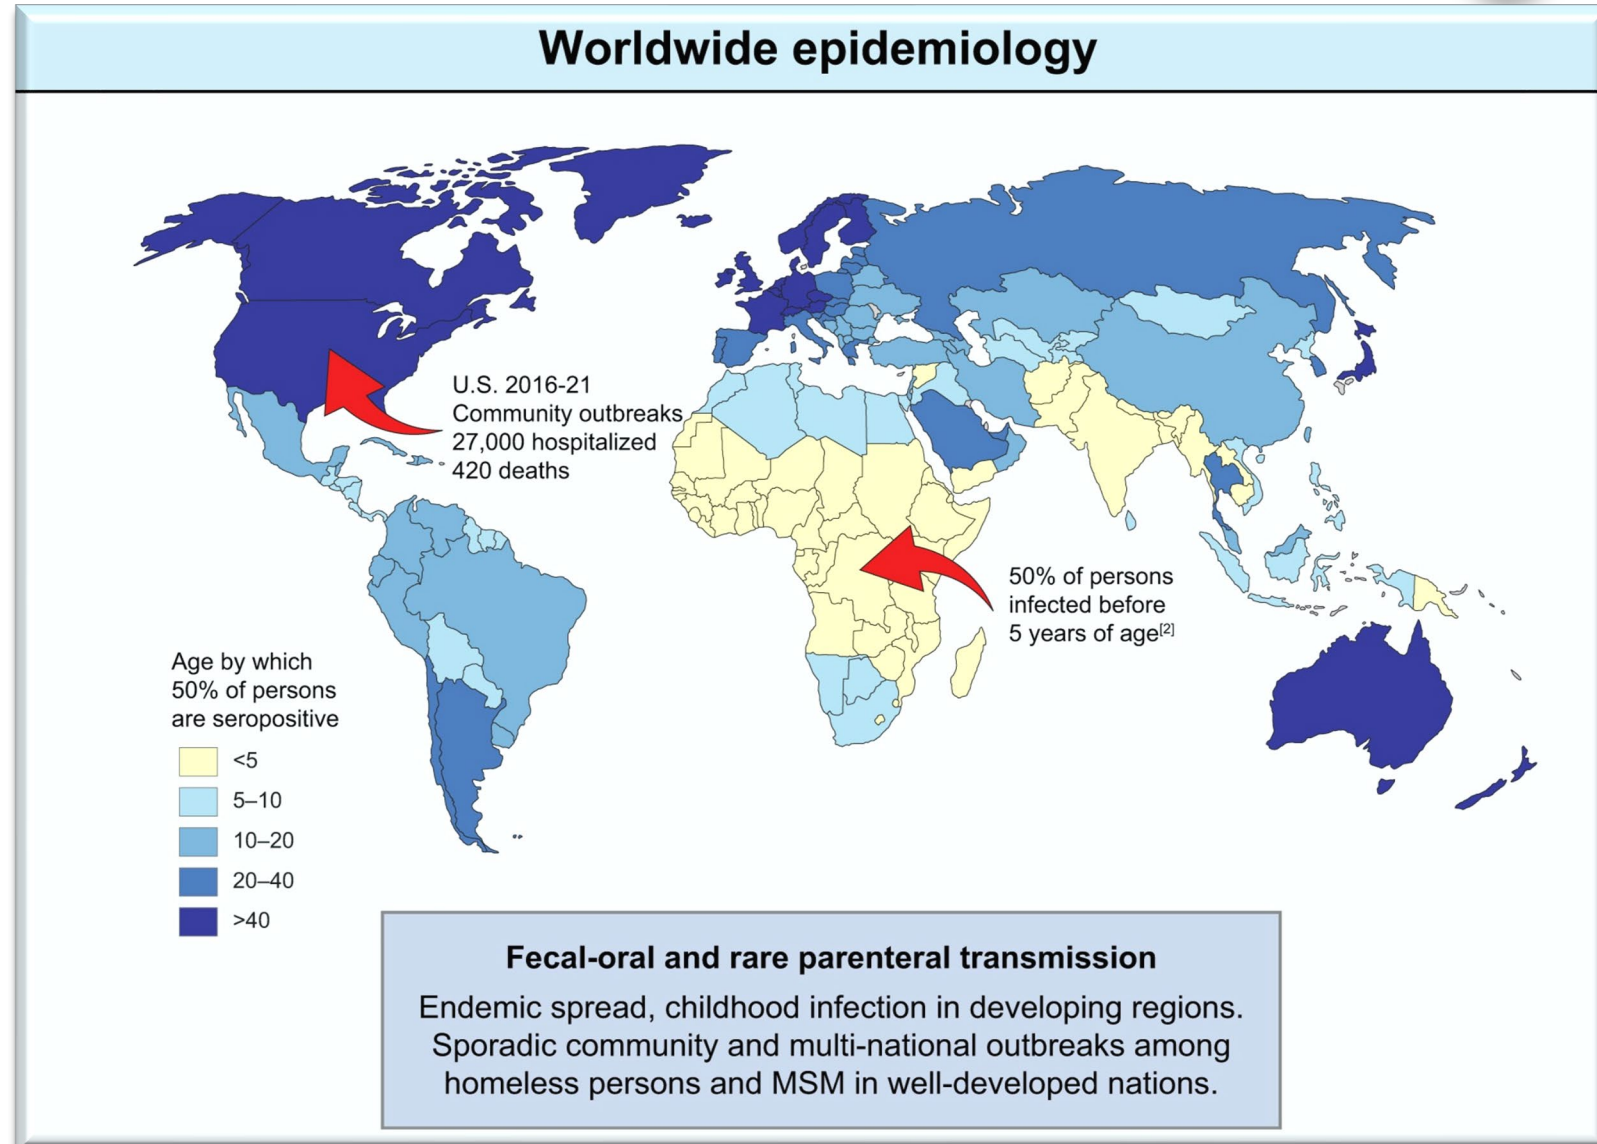 Worldwide epidemiology
U.S. 2016-21
Community outbreaks
27,000 hospitalized
420 deaths
50% of persons
infected before
5 years of age[2]
Age by which
50% of persons
are seropositive
<5
5–10
10–20
20–40
>40
Fecal-oral and rare parenteral transmission
Endemic spread, childhood infection in developing regions.
Sporadic community and multi-national outbreaks among
homeless persons and MSM in well-developed nations.